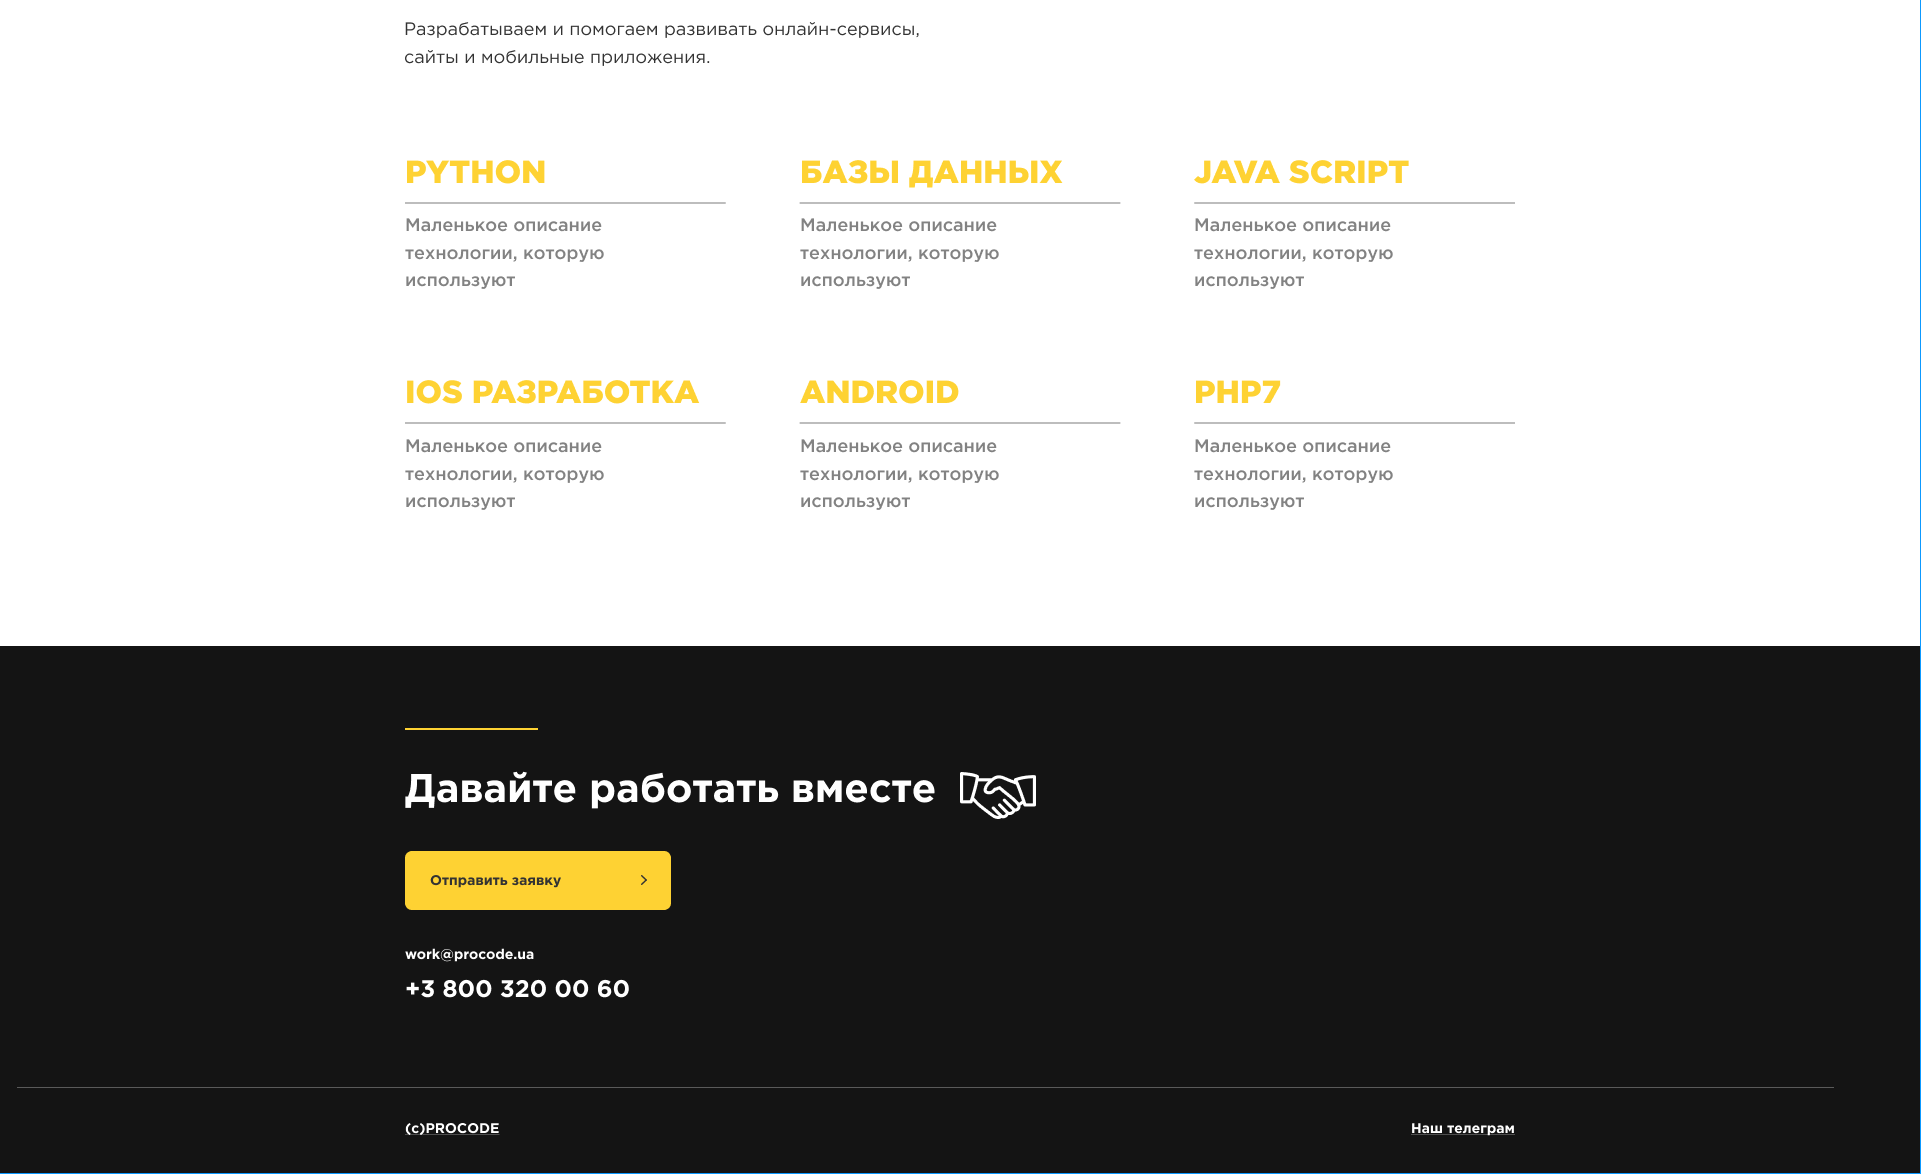 Разрабатываем и помогаем развивать онлайн-сервисы,
сайты и мобильные приложения.
PYTHON
Маленькое описание
технологии, которую
используют
БАЗЫ ДАННЫХ
Маленькое описание
технологии, которую
используют
JAVA SCRIPT
Маленькое описание
технологии, которую
используют
IOS РАЗРАБОТКА
Маленькое описание
технологии, которую
используют
ANDROID
Маленькое описание
технологии, которую
используют
PHP7
Маленькое описание
технологии, которую
используют
Давайте работать вместе
Отправить заявку
work@procode.ua
+3 800 320 00 60
(c)PROCODE
Наш телеграм